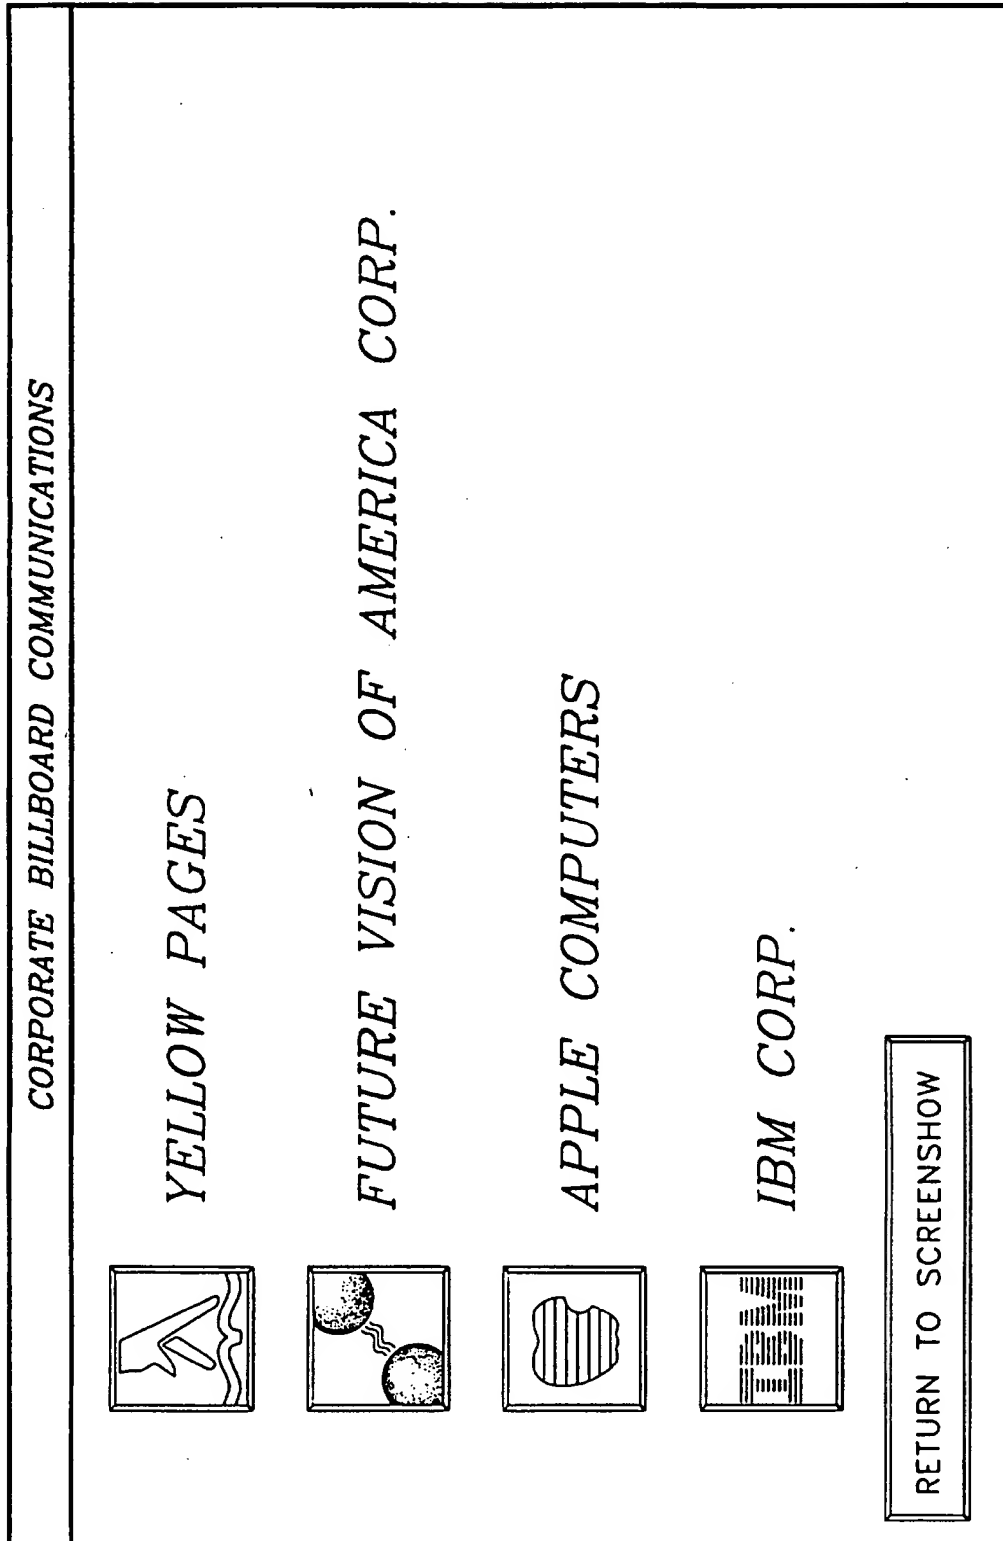 CORPORATE BILLBOARD COMMUNICATIONS
YELLOW PAGES
FUTURE VISION OF AMERICA CORP.
APPLE COMPUTERS
IBM
IBM CORP.
RETURN TO SCREENSHOW